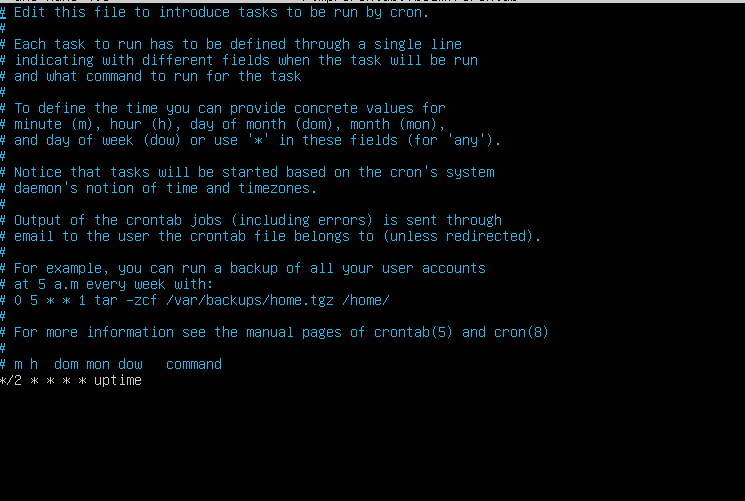 # Edit this file to introduce tasks to be run by cron.
#
# Each task to run has to be defined through a single line
# indicating with different fields when the task will be run
# and what command to run for the task
#
# To define the time you can provide concrete values for
# minute (m), hour (h), day of month (dom), month (mon),
# and day of week (dow) or use '*' in these fields (for 'any').
#
# Notice that tasks will be started based on the cron's system
# daemon's notion of time and timezones.
#
# Output of the crontab jobs (including errors) is sent through
# email to the user the crontab file belongs to (unless redirected).
#
# For example, you can run a backup of all your user accounts
# at 5 a.m every week with:
# 0 5 * * 1 tar -zcf /var/backups/home.tgz /home/
#
# For more information see the manual pages of crontab(5) and cron(8)
#
# m h  dom mon dow   command
*/2 * * * * uptime